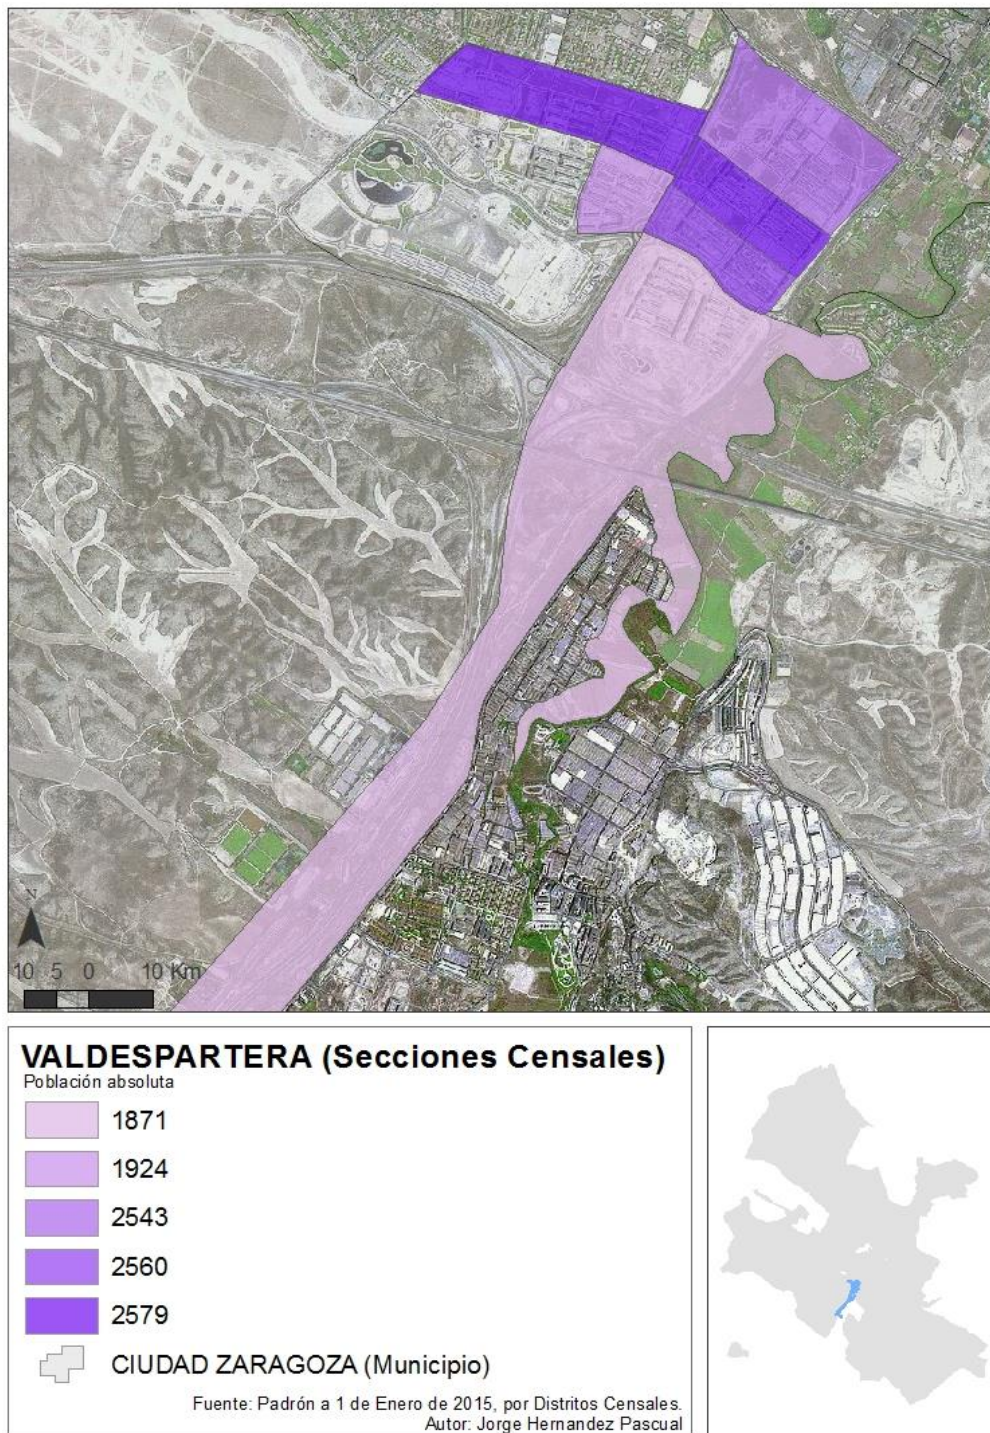 N
10 5 0 10 Km
VALDESPARTERA (Secciones Censales)
Población absoluta
1871
1924
2543
2560
2579
CIUDAD ZARAGOZA (Municipio)
Fuente: Padrón a 1 de Enero de 2015, por Distritos Censales.
Autor: Jorge Hernandez Pascual